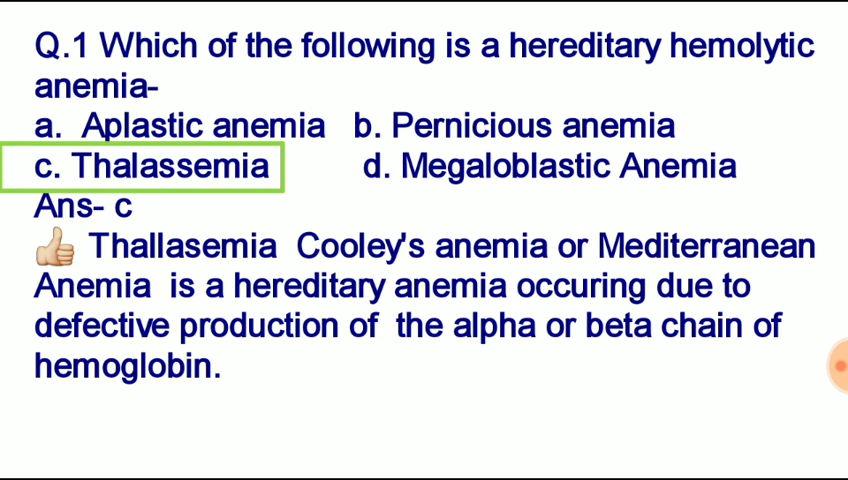 Q.1 Which of the following is a hereditary hemolytic
anemia-
a. Aplastic anemia b. Pernicious anemia
c. Thalassemia d. Megaloblastic Anemia
Ans- c
Thallasemia Cooley's anemia or Mediterranean
Anemia is a hereditary anemia occuring due to
defective production of the alpha or beta chain of
hemoglobin.